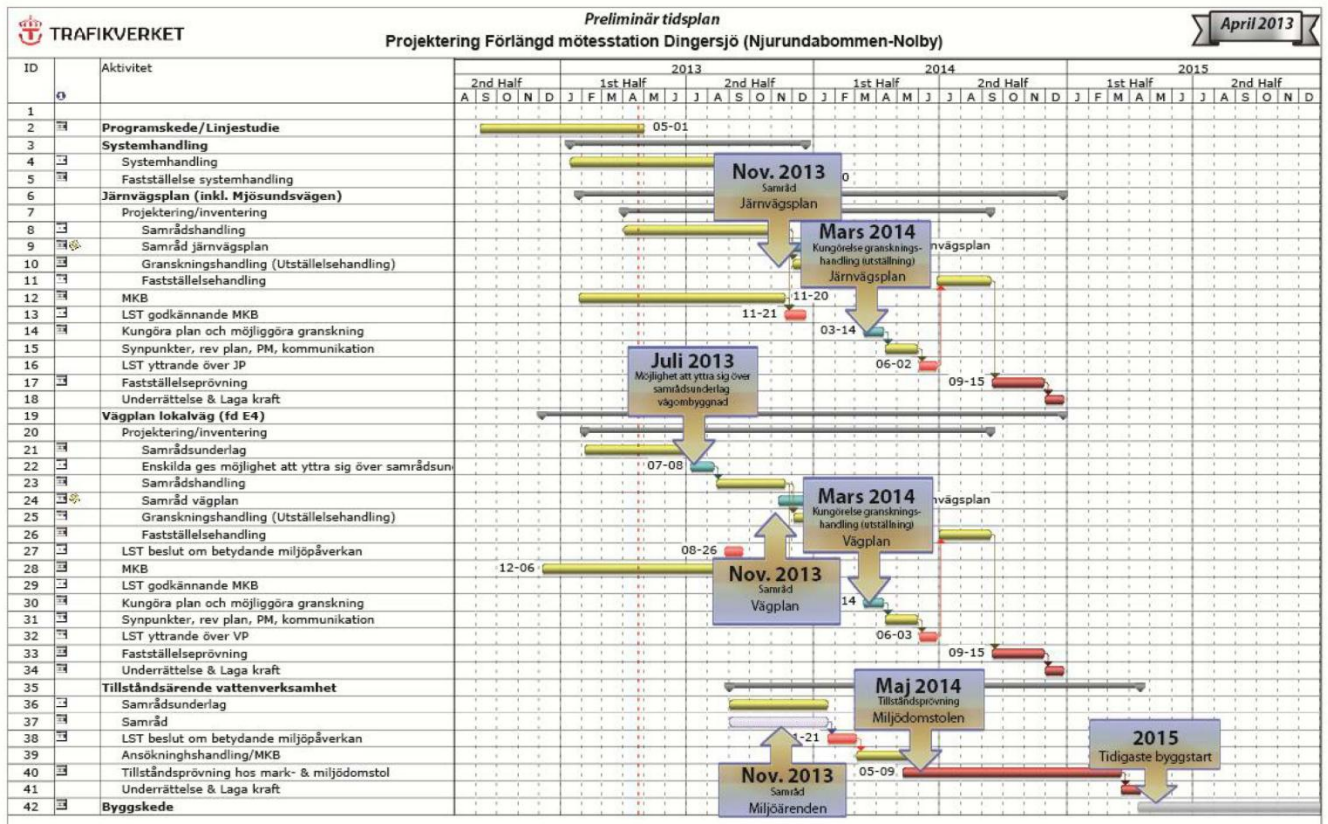 TRAFIKVERKET
Preliminär tidsplan
Projektering Förlängd mötesstation Dingersjö (Njurundabommen-Nolby)
April 2013
ID Aktivitet
2013 2014 2015
2nd Half 1st Half 2nd Half 1st Half 2nd Half 1st Half 2nd Half
A S O N D J F M A M J J A S O N D J F M A M J J A S O N D J F M A M J J A S O N D
1
2 Programskede/Linjestudie 05-01
3 Systemhandling
4 Systemhandling
5 Fastställelse systemhandling
6 Järnvägsplan (inkl. Mjösundsvägen)
7 Projektering/inventering
8 Samrådshandling
9 Samråd järnvägsplan nvägsplan
10 Granskningshandling (Utställelsehandling)
11 Fastställelsehandling
12 MKB 11-20
13 LST godkännande MKB 11-21
14 Kungöra plan och möjliggöra granskning 03-14
15 Synpunkter, rev plan, PM, kommunikation
16 LST yttrande över JP 06-02
17 Fastställelseprövning 09-15
18 Underrättelse & Laga kraft
19 Vägplan lokalväg (fd E4)
20 Projektering/inventering
21 Samrådsunderlag
22 Enskilda ges möjlighet att yttra sig över samrådsun 07-08
23 Samrådshandling
24 Samråd vägplan nvägsplan
25 Granskningshandling (Utställelsehandling)
26 Fastställelsehandling
27 LST beslut om betydande miljöpåverkan 08-26
28 MKB 12-06
29 LST godkännande MKB
30 Kungöra plan och möjliggöra granskning 14
31 Synpunkter, rev plan, PM, kommunikation
32 LST yttrande över VP 06-03
33 Fastställelseprövning 09-15
34 Underrättelse & Laga kraft
35 Tillståndsärende vattenverksamhet
36 Samrådsunderlag
37 Samråd
38 LST beslut om betydande miljöpåverkan 1-21
39 Ansökninghshandling/MKB
40 Tillståndsprövning hos mark- & miljödomstol 05-09
41 Underrättelse & Laga kraft
42 Byggskede
Nov. 2013
Samråd
Järnvägsplan
Mars 2014
Kungörelse gransknings-
handling (utställning)
Järnvägsplan
Juli 2013
Möjlighet att yttra sig över
samrådsunderlag
vägombyggnad
Mars 2014
Kungörelse gransknings-
handling (utställning)
Vägplan
Nov. 2013
Samråd
Vägplan
Maj 2014
Tillståndsprövning
Miljödomstolen
2015
Tidigaste byggstart
Nov. 2013
Samråd
Miljöärenden